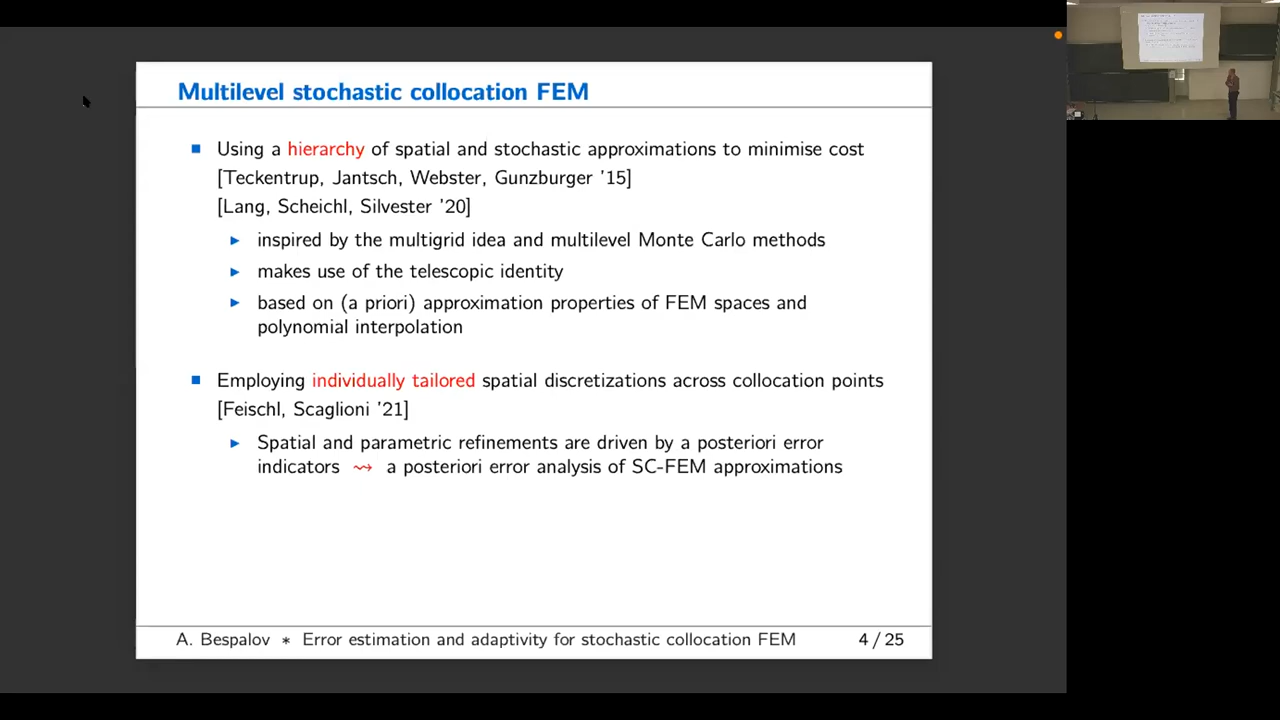 Multilevel stochastic collocation FEM
Using a hierarchy of spatial and stochastic approximations to minimise cost
[Teckentrup, Jantsch, Webster, Gunzburger '15]
[Lang, Scheichl, Silvester '20]
inspired by the multigrid idea and multilevel Monte Carlo methods
makes use of the telescopic identity
based on (a priori) approximation properties of FEM spaces and
polynomial interpolation
Employing individually tailored spatial discretizations across collocation points
[Feischl, Scaglioni '21]
Spatial and parametric refinements are driven by a posteriori error
indicators ⇝ a posteriori error analysis of SC-FEM approximations
A. Bespalov ∗ Error estimation and adaptivity for stochastic collocation FEM 4 / 25